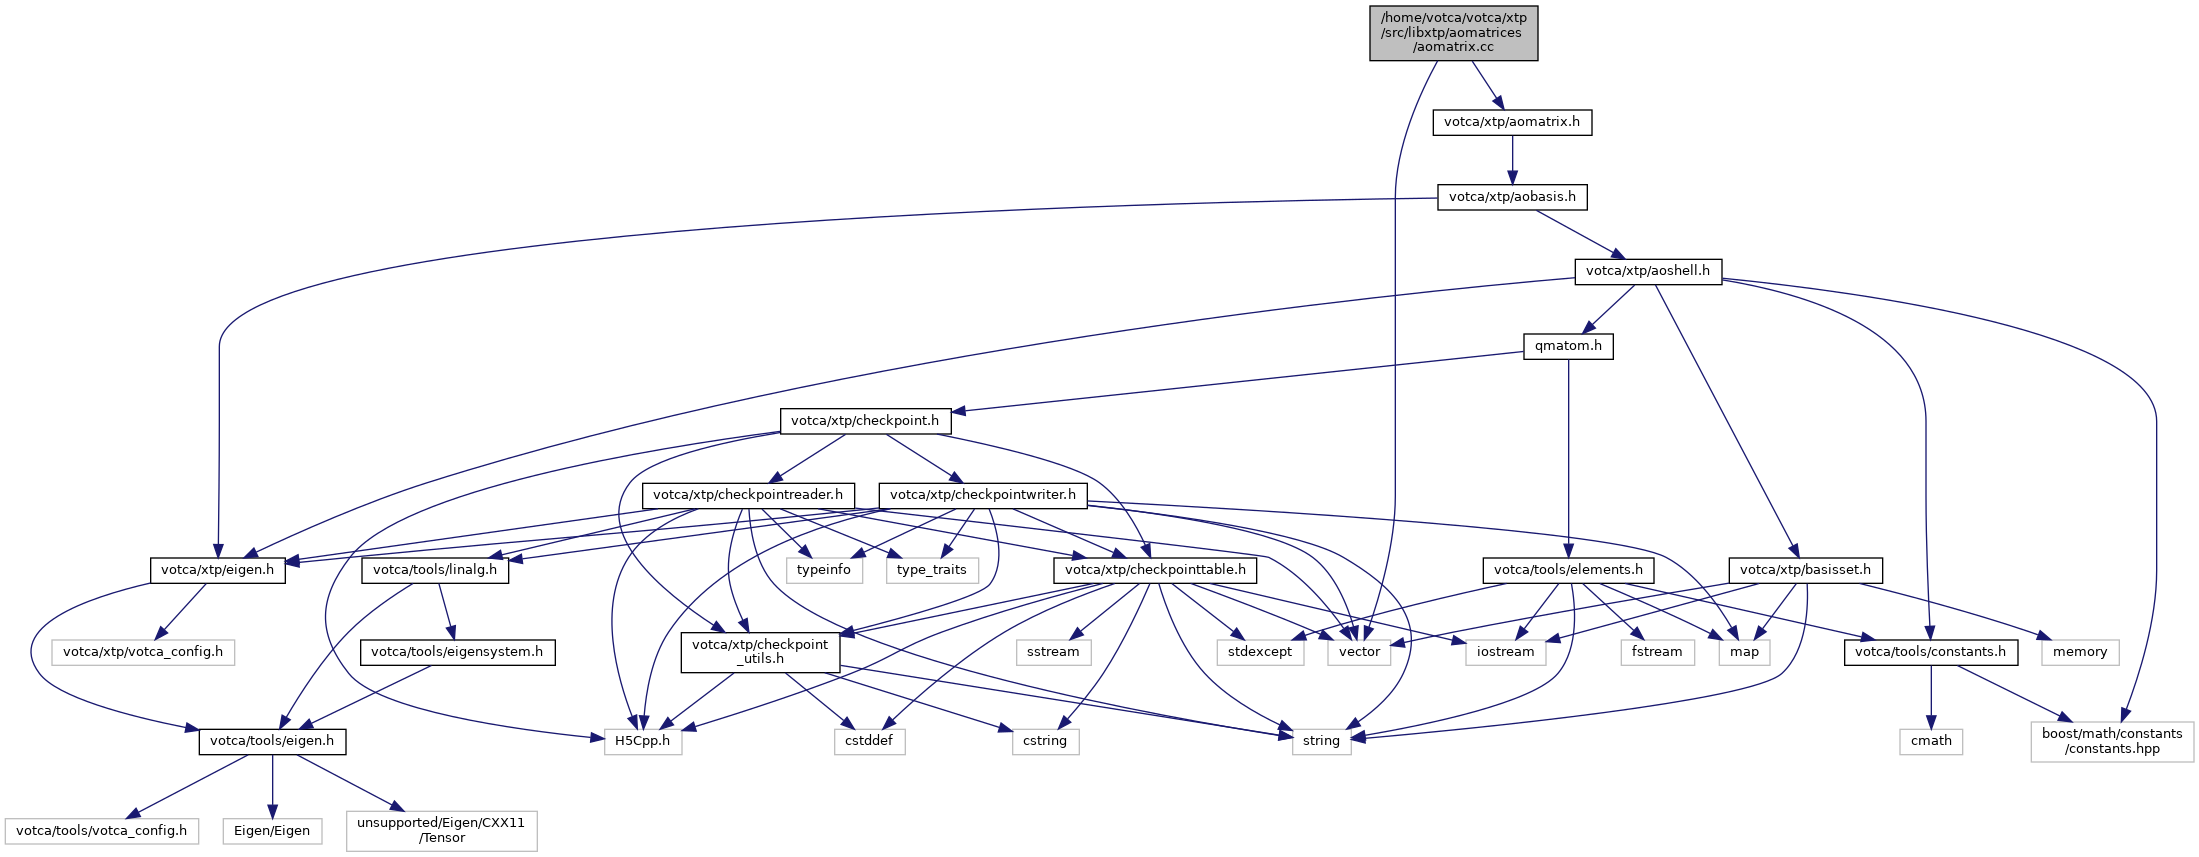 /home/votca/votca/xtp
/src/libxtp/aomatrices
/aomatrix.cc
votca/xtp/aomatrix.h
votca/xtp/aobasis.h
votca/xtp/aoshell.h
qmatom.h
votca/xtp/checkpoint.h
votca/xtp/checkpointreader.h
votca/xtp/checkpointwriter.h
votca/xtp/eigen.h
votca/tools/linalg.h
typeinfo
type_traits
votca/xtp/checkpointtable.h
votca/tools/elements.h
votca/xtp/basisset.h
votca/xtp/votca_config.h
votca/tools/eigensystem.h
votca/xtp/checkpoint
_utils.h
sstream
stdexcept
vector
iostream
fstream
map
votca/tools/constants.h
memory
votca/tools/eigen.h
H5Cpp.h
cstddef
cstring
string
cmath
boost/math/constants
/constants.hpp
votca/tools/votca_config.h
Eigen/Eigen
unsupported/Eigen/CXX11
/Tensor